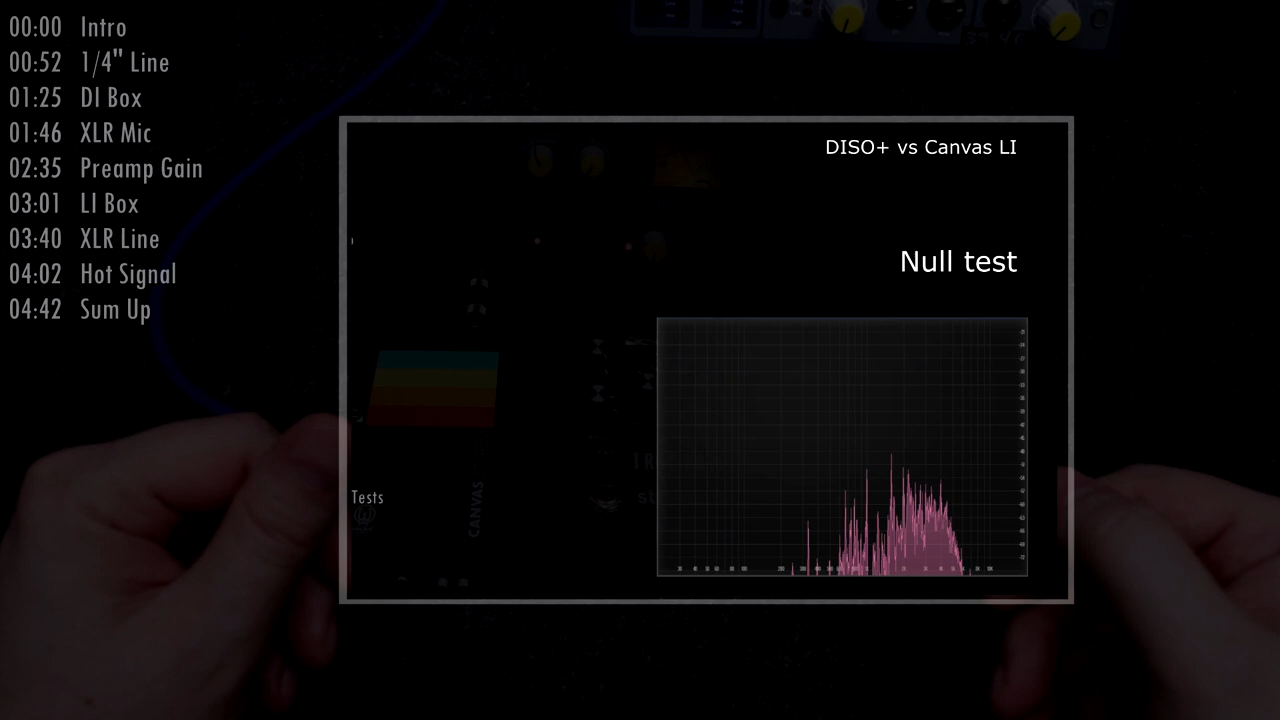 00:00 Intro
00:52 1/4" Line
01:25 DI Box
01:46 XLR Mic
02:35 Preamp Gain
03:01 LI Box
03:40 XLR Line
04:02 Hot Signal
04:42 Sum Up
DISO+ vs Canvas LI
Null test
Tests
CANVAS